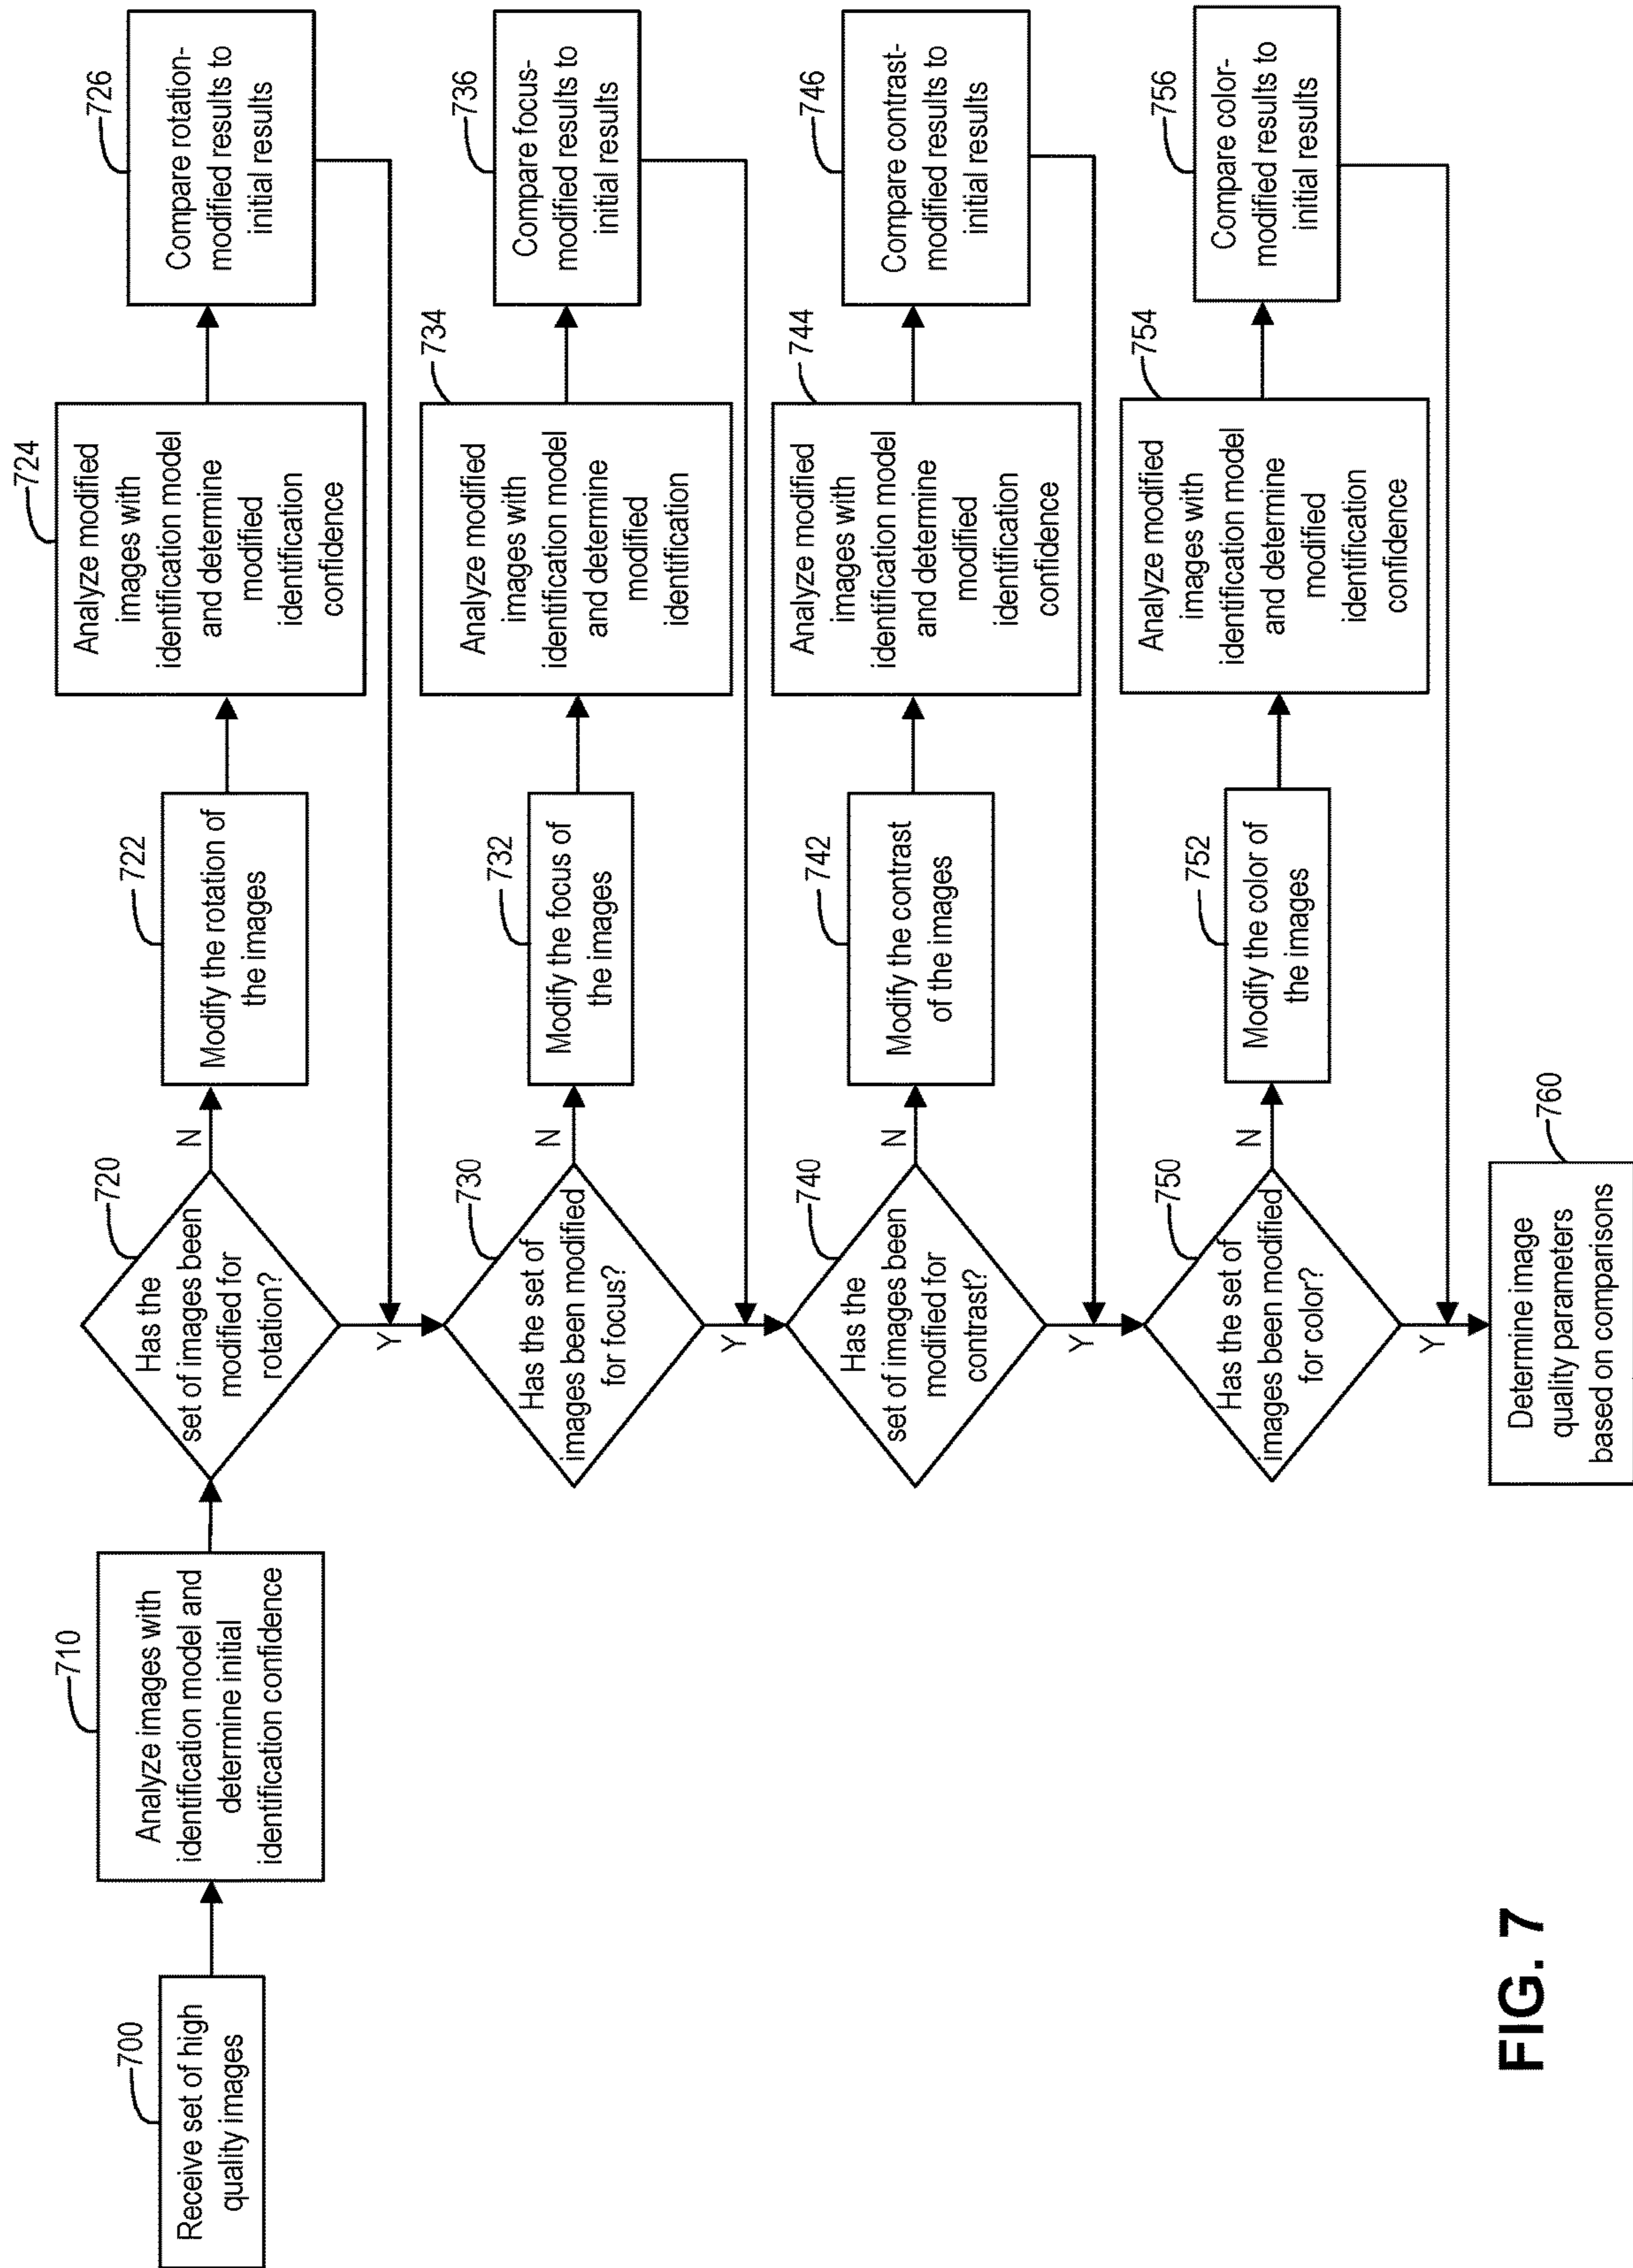 700
Receive set of high
quality images
710
Analyze images with
identification model and
determine initial
identification confidence
720
Has the
set of images been
modified for
rotation?
N
Y
722
Modify the rotation of
the images
724
Analyze modified
images with
identification model
and determine
modified
identification
confidence
726
Compare rotation-
modified results to
initial results
730
Has the set of
images been modified
for focus?
N
Y
732
Modify the focus of
the images
734
Analyze modified
images with
identification model
and determine
modified
identification
736
Compare focus-
modified results to
initial results
740
Has the
set of images been
modified for
contrast?
N
Y
742
Modify the contrast
of the images
744
Analyze modified
images with
identification model
and determine
modified
identification
confidence
746
Compare contrast-
modified results to
initial results
750
Has the set of
images been modified
for color?
N
Y
752
Modify the color of
the images
754
Analyze modified
images with
identification model
and determine
modified
identification
confidence
756
Compare color-
modified results to
initial results
760
Determine image
quality parameters
based on comparisons
FIG. 7